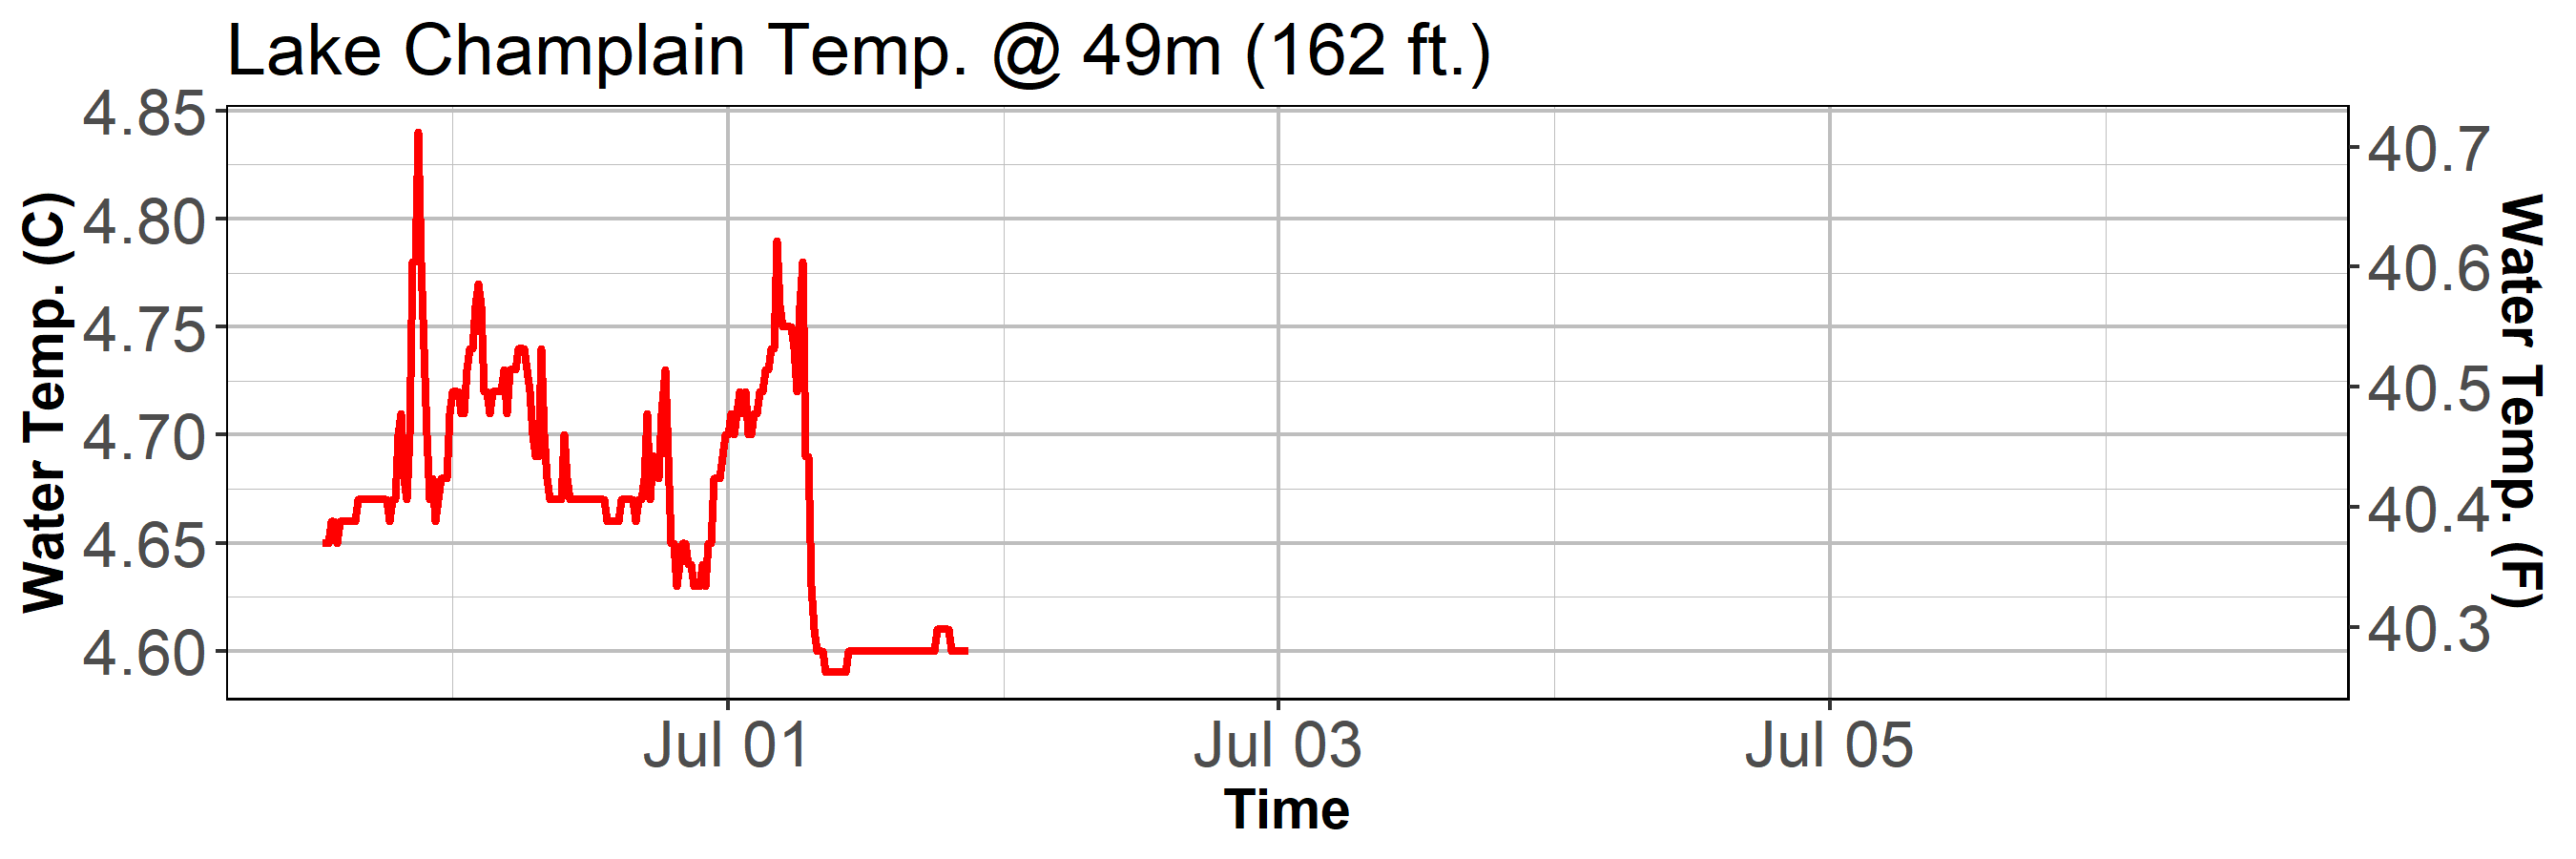 Lake Champlain Temp. @ 49m (162 ft.)
Water Temp. (C)
4.85
4.80
4.75
4.70
4.65
4.60
40.7
40.6
40.5
40.4
40.3
Water Temp. (F)
Jul 01 Jul 03 Jul 05
Time